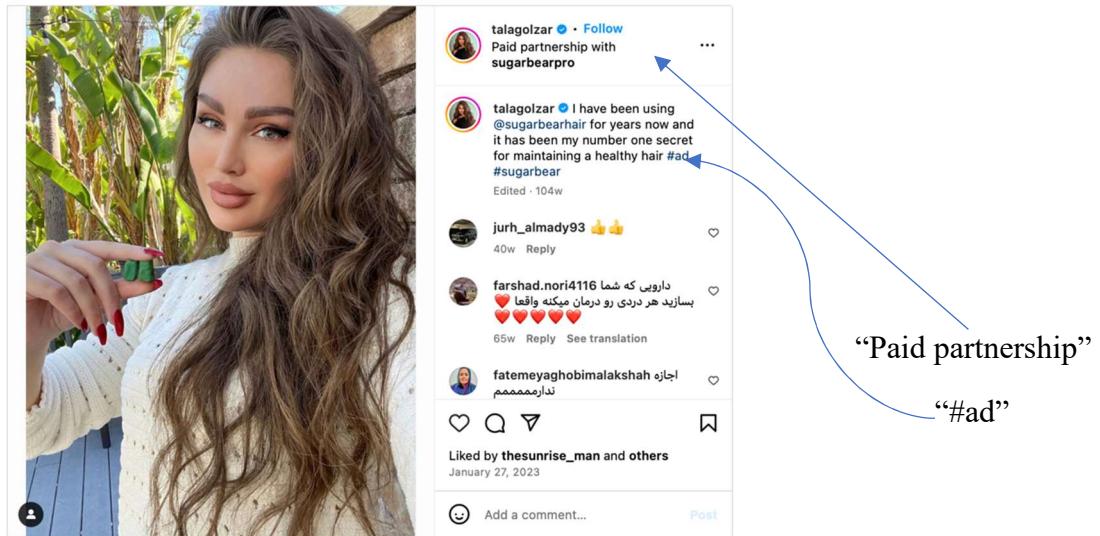 talagolzar • Follow
Paid partnership with
sugarbearpro
talagolzar I have been using
@sugarbearhair for years now and
it has been my number one secret
for maintaining a healthy hair #ad
#sugarbear
Edited · 104w
jurh_almady93 👍👍
40w Reply
farshad.nori4116 دارویی که شما
بسازید هر دردی رو درمان میکنه واقعا ❤️
❤️❤️❤️❤️❤️
65w Reply See translation
fatemeyaghobimalakshah اجازه
ندارممممم
Liked by thesunrise_man and others
January 27, 2023
Add a comment...
Post
“Paid partnership”
“#ad”